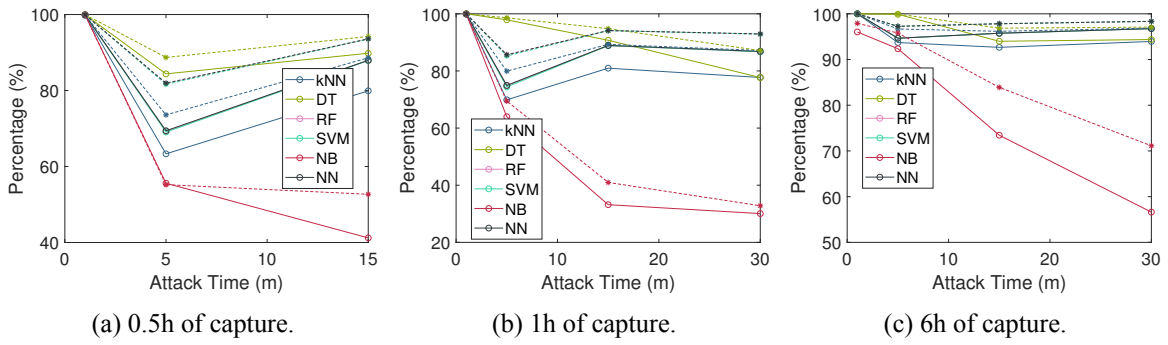 100
80
60
40
Percentage (%)
0
5
10
15
Attack Time (m)
kNN
DT
RF
SVM
NB
NN
(a) 0.5h of capture.
100
80
60
40
20
Percentage (%)
0
10
20
30
Attack Time (m)
kNN
DT
RF
SVM
NB
NN
(b) 1h of capture.
100
90
80
70
60
50
Percentage (%)
0
10
20
30
Attack Time (m)
kNN
DT
RF
SVM
NB
NN
(c) 6h of capture.